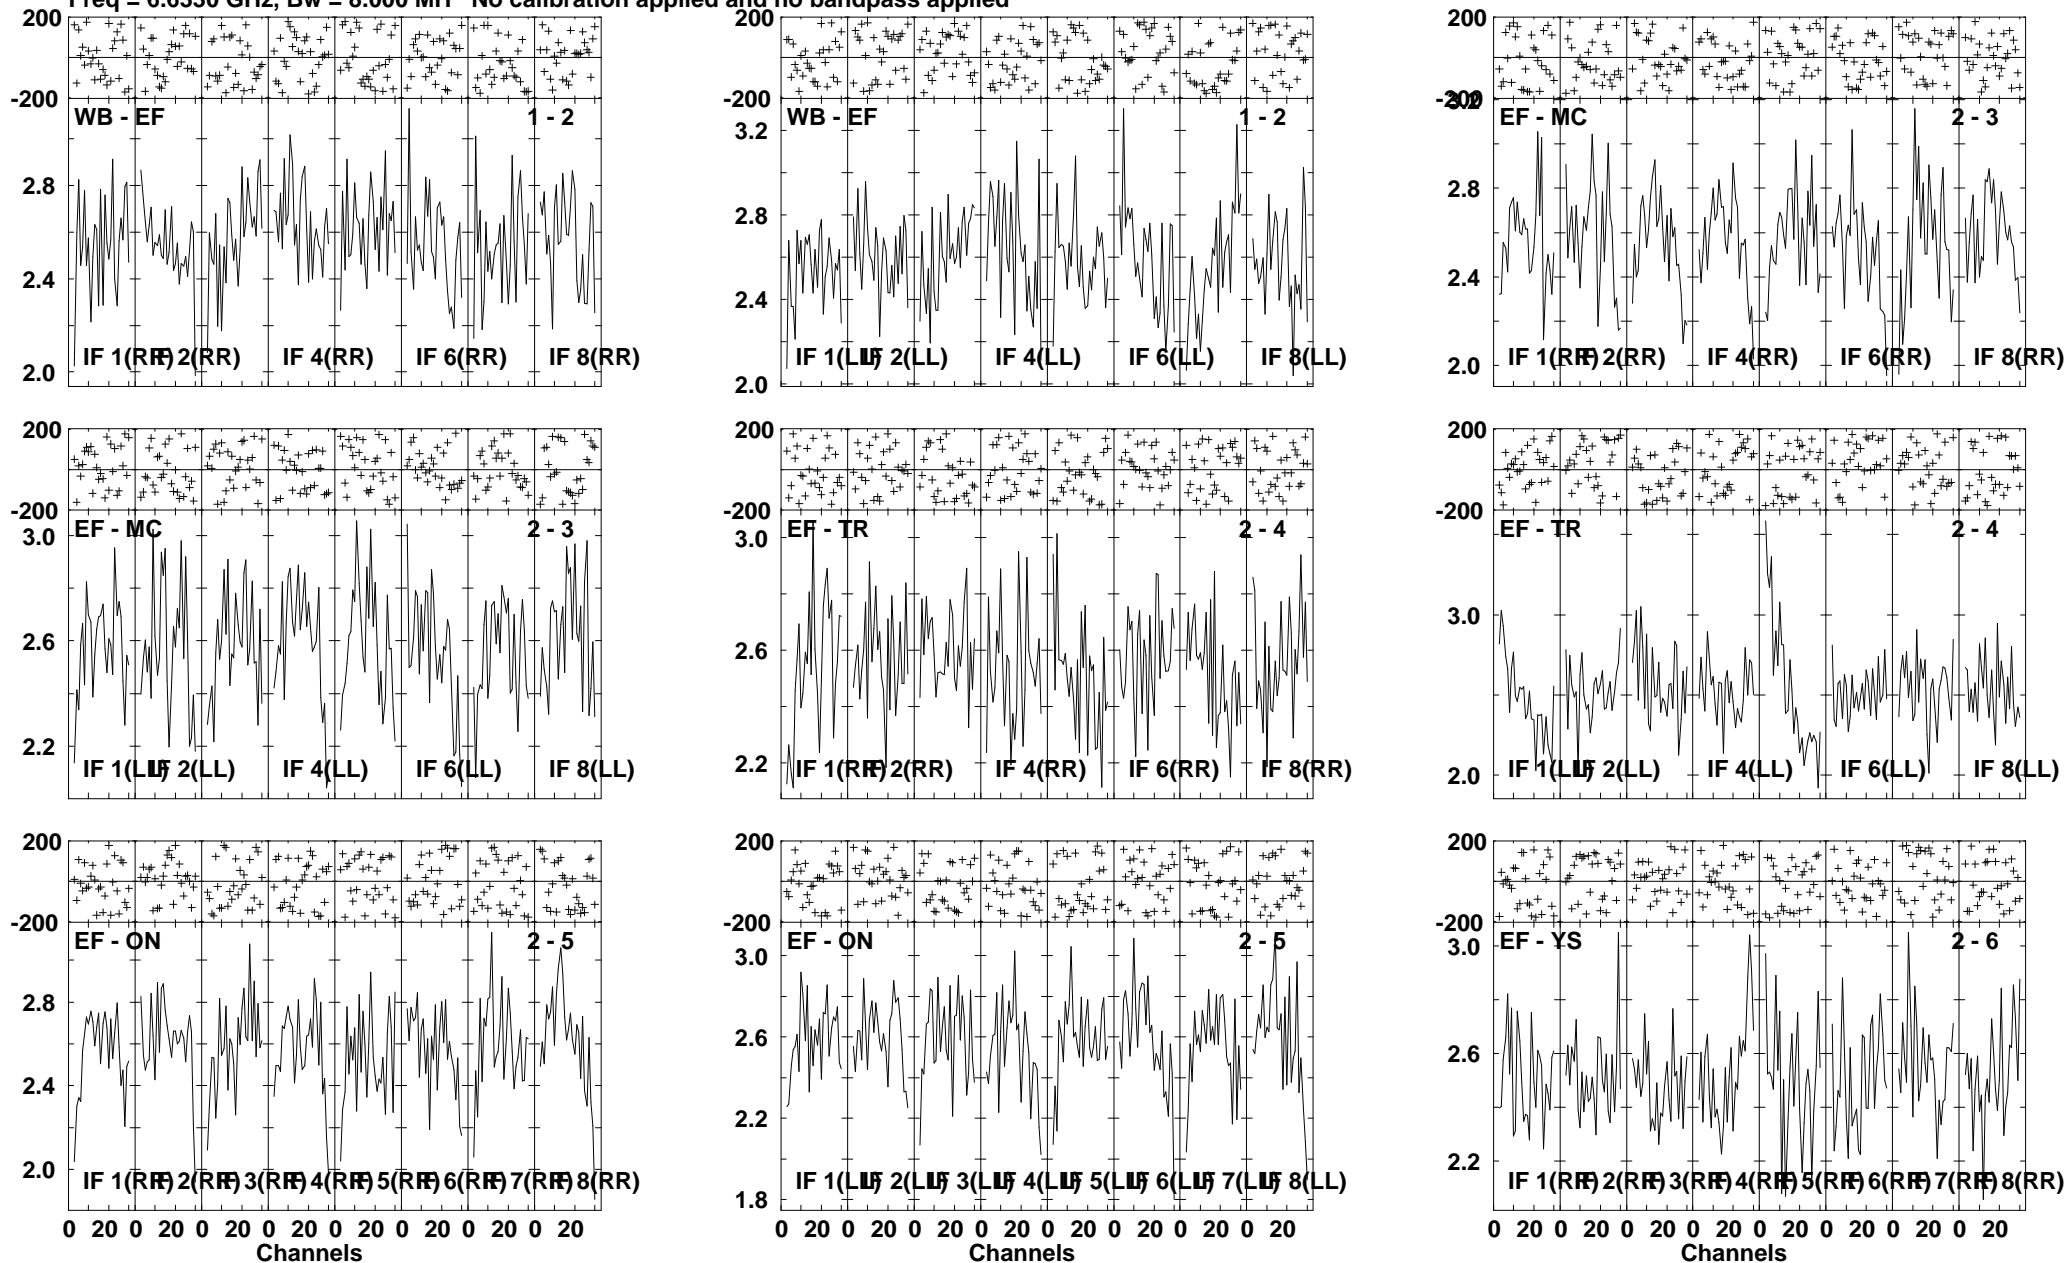 Freq = 6.6350 GHz, Bw = 8.000 MH No calibration applied and no bandpass applied
200 200 200
-200 -200 -200
WB - EF 1 - 2 WB - EF 1 - 2 EF - MC 2 - 3
3.2 3.2
2.8 2.8 2.8
2.4 2.4 2.4
IF 1(RR) IF 2(RR) IF 4(RR) IF 6(RR) IF 8(RR) IF 1(LL) IF 2(LL) IF 4(LL) IF 6(LL) IF 8(LL) IF 1(RR) IF 2(RR) IF 4(RR) IF 6(RR) IF 8(RR)
2.0 2.0 2.0
200 200 200
-200 -200 -200
EF - MC 2 - 3 EF - TR 2 - 4 EF - TR 2 - 4
3.0 3.0
2.6 2.6 3.0
2.2 2.2 2.0
IF 1(LL) IF 2(LL) IF 4(LL) IF 6(LL) IF 8(LL) IF 1(RR) IF 2(RR) IF 4(RR) IF 6(RR) IF 8(RR) IF 1(LL) IF 2(LL) IF 4(LL) IF 6(LL) IF 8(LL)
200 200 200
-200 -200 -200
EF - ON 2 - 5 EF - ON 2 - 5 EF - YS 2 - 6
3.0 3.0
2.8
2.6 2.6
2.4
2.2 2.2
2.0
IF 1(RR) IF 2(RR) IF 3(RR) IF 4(RR) IF 5(RR) IF 6(RR) IF 7(RR) IF 8(RR) IF 1(LL) IF 2(LL) IF 3(LL) IF 4(LL) IF 5(LL) IF 6(LL) IF 7(LL) IF 8(LL) IF 1(RR) IF 2(RR) IF 3(RR) IF 4(RR) IF 5(RR) IF 6(RR) IF 7(RR) IF 8(RR)
1.8
0 20 0 20 0 20 0 20 0 20 0 20 0 20 0 20 0 20 0 20 0 20 0 20 0 20 0 20 0 20 0 20 0 20 0 20 0 20 0 20 0 20 0 20 0 20 0 20
Channels Channels Channels